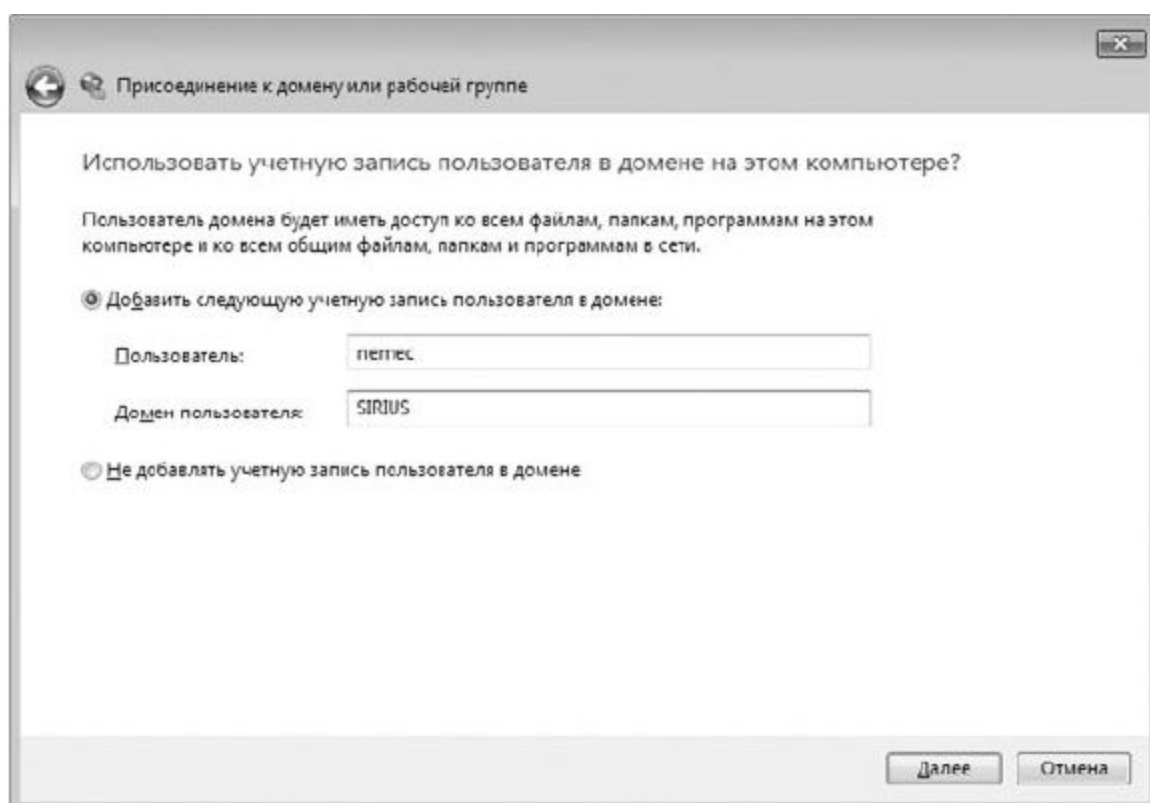 Присоединение к домену или рабочей группе
Использовать учетную запись пользователя в домене на этом компьютере?
Пользователь домена будет иметь доступ ко всем файлам, папкам, программам на этом
компьютере и ко всем общим файлам, папкам и программам в сети.
Добавить следующую учетную запись пользователя в домене:
Пользователь: nemec
Домен пользователя: SIRIUS
Не добавлять учетную запись пользователя в домене
Далее Отмена